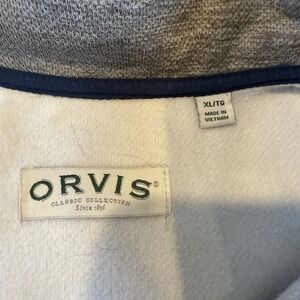 XL/TG
MADE IN
VIETNAM
ORVIS®
CLASSIC COLLECTION
Since 1856